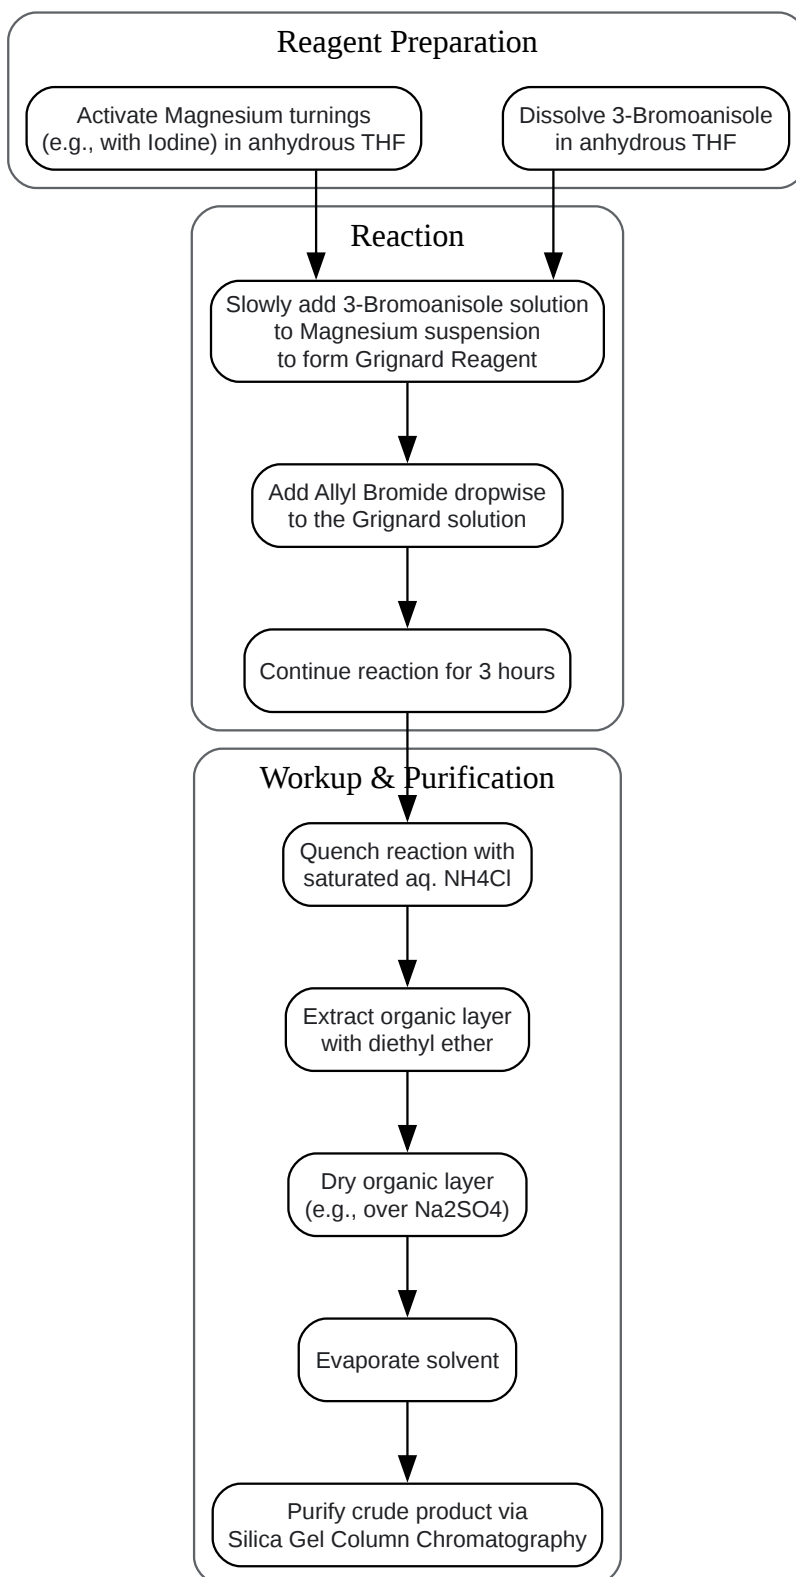 Reagent Preparation
Activate Magnesium turnings
(e.g., with Iodine) in anhydrous THF
Dissolve 3-Bromoanisole
in anhydrous THF
Reaction
Slowly add 3-Bromoanisole solution
to Magnesium suspension
to form Grignard Reagent
Add Allyl Bromide dropwise
to the Grignard solution
Continue reaction for 3 hours
Workup & Purification
Quench reaction with
saturated aq. NH4Cl
Extract organic layer
with diethyl ether
Dry organic layer
(e.g., over Na2SO4)
Evaporate solvent
Purify crude product via
Silica Gel Column Chromatography